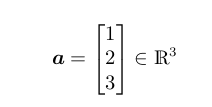 𝒂 = [1 2 3] ∈ ℝ³